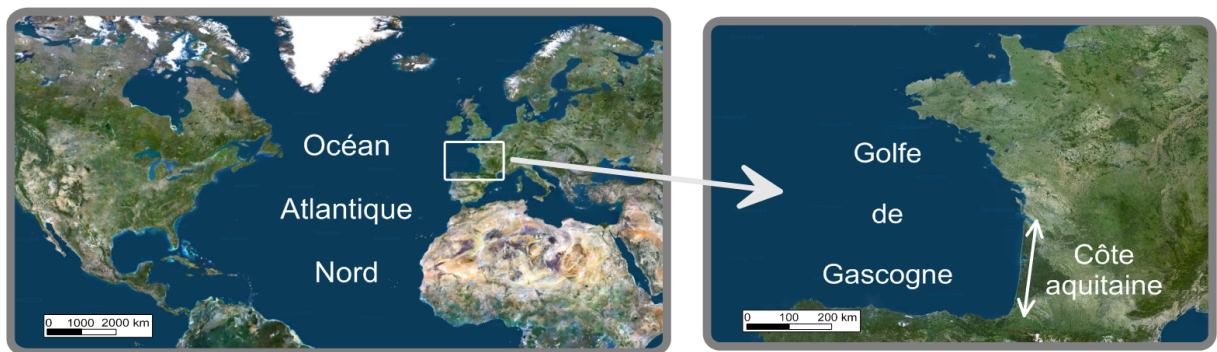 Océan
Atlantique
Nord
0 1000 2000 km
Golfe
de
Gascogne
Côte
aquitaine
0 100 200 km